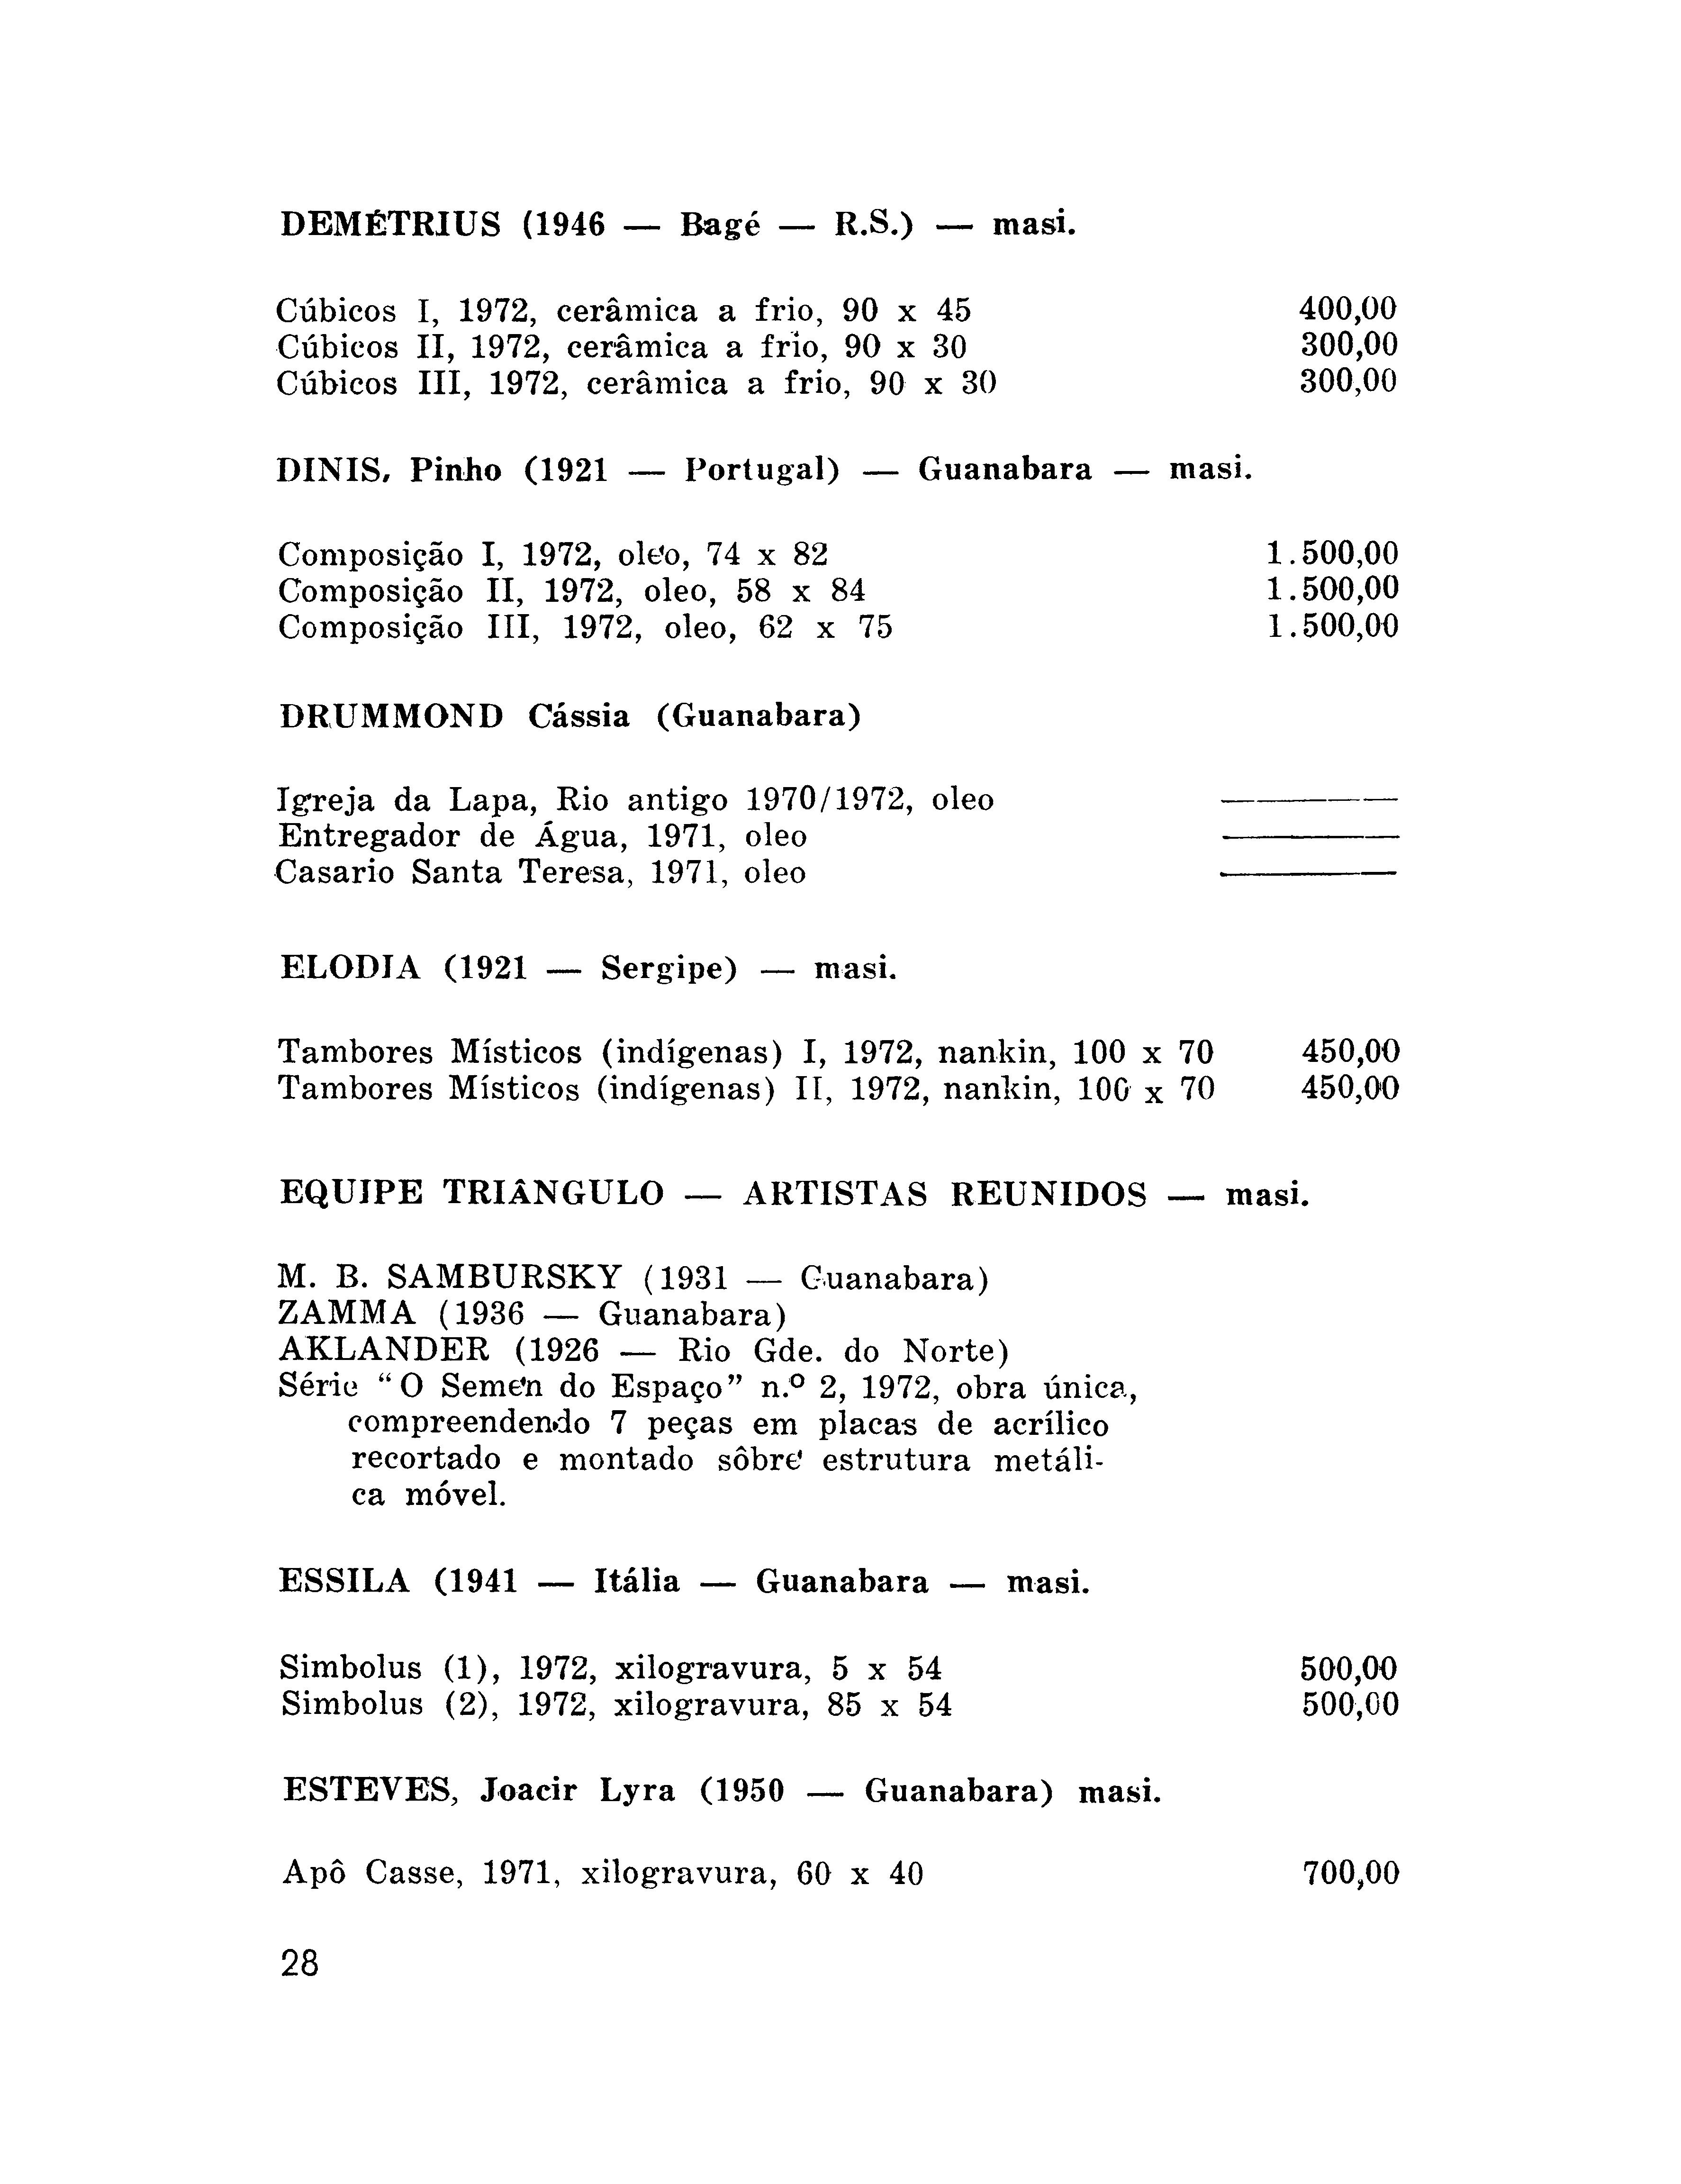 DEMÉTRIUS (1946 — Bagé — R.S.) — masi.
Cúbicos I, 1972, cerâmica a frio, 90 x 45 400,00
Cúbicos II, 1972, cerâmica a frio, 90 x 30 300,00
Cúbicos III, 1972, cerâmica a frio, 90 x 30 300,00
DINIS, Pinho (1921 — Portugal) — Guanabara — masi.
Composição I, 1972, oleo, 74 x 82 1.500,00
Composição II, 1972, oleo, 58 x 84 1.500,00
Composição III, 1972, oleo, 62 x 75 1.500,00
DRUMMOND Cássia (Guanabara)
Igreja da Lapa, Rio antigo 1970/1972, oleo —————
Entregador de Água, 1971, oleo —————
Casario Santa Teresa, 1971, oleo —————
ELODIA (1921 — Sergipe) — masi.
Tambores Místicos (indígenas) I, 1972, nankin, 100 x 70 450,00
Tambores Místicos (indígenas) II, 1972, nankin, 100 x 70 450,00
EQUIPE TRIÂNGULO — ARTISTAS REUNIDOS — masi.
M. B. SAMBURSKY (1931 — Guanabara)
ZAMMA (1936 — Guanabara)
AKLANDER (1926 — Rio Gde. do Norte)
Série “O Semen do Espaço” n.º 2, 1972, obra única,
compreendendo 7 peças em placas de acrílico
recortado e montado sôbre estrutura metáli-
ca móvel.
ESSILA (1941 — Itália — Guanabara — masi.
Simbolus (1), 1972, xilogravura, 5 x 54 500,00
Simbolus (2), 1972, xilogravura, 85 x 54 500,00
ESTEVES, Joacir Lyra (1950 — Guanabara) masi.
Apô Casse, 1971, xilogravura, 60 x 40 700,00
28